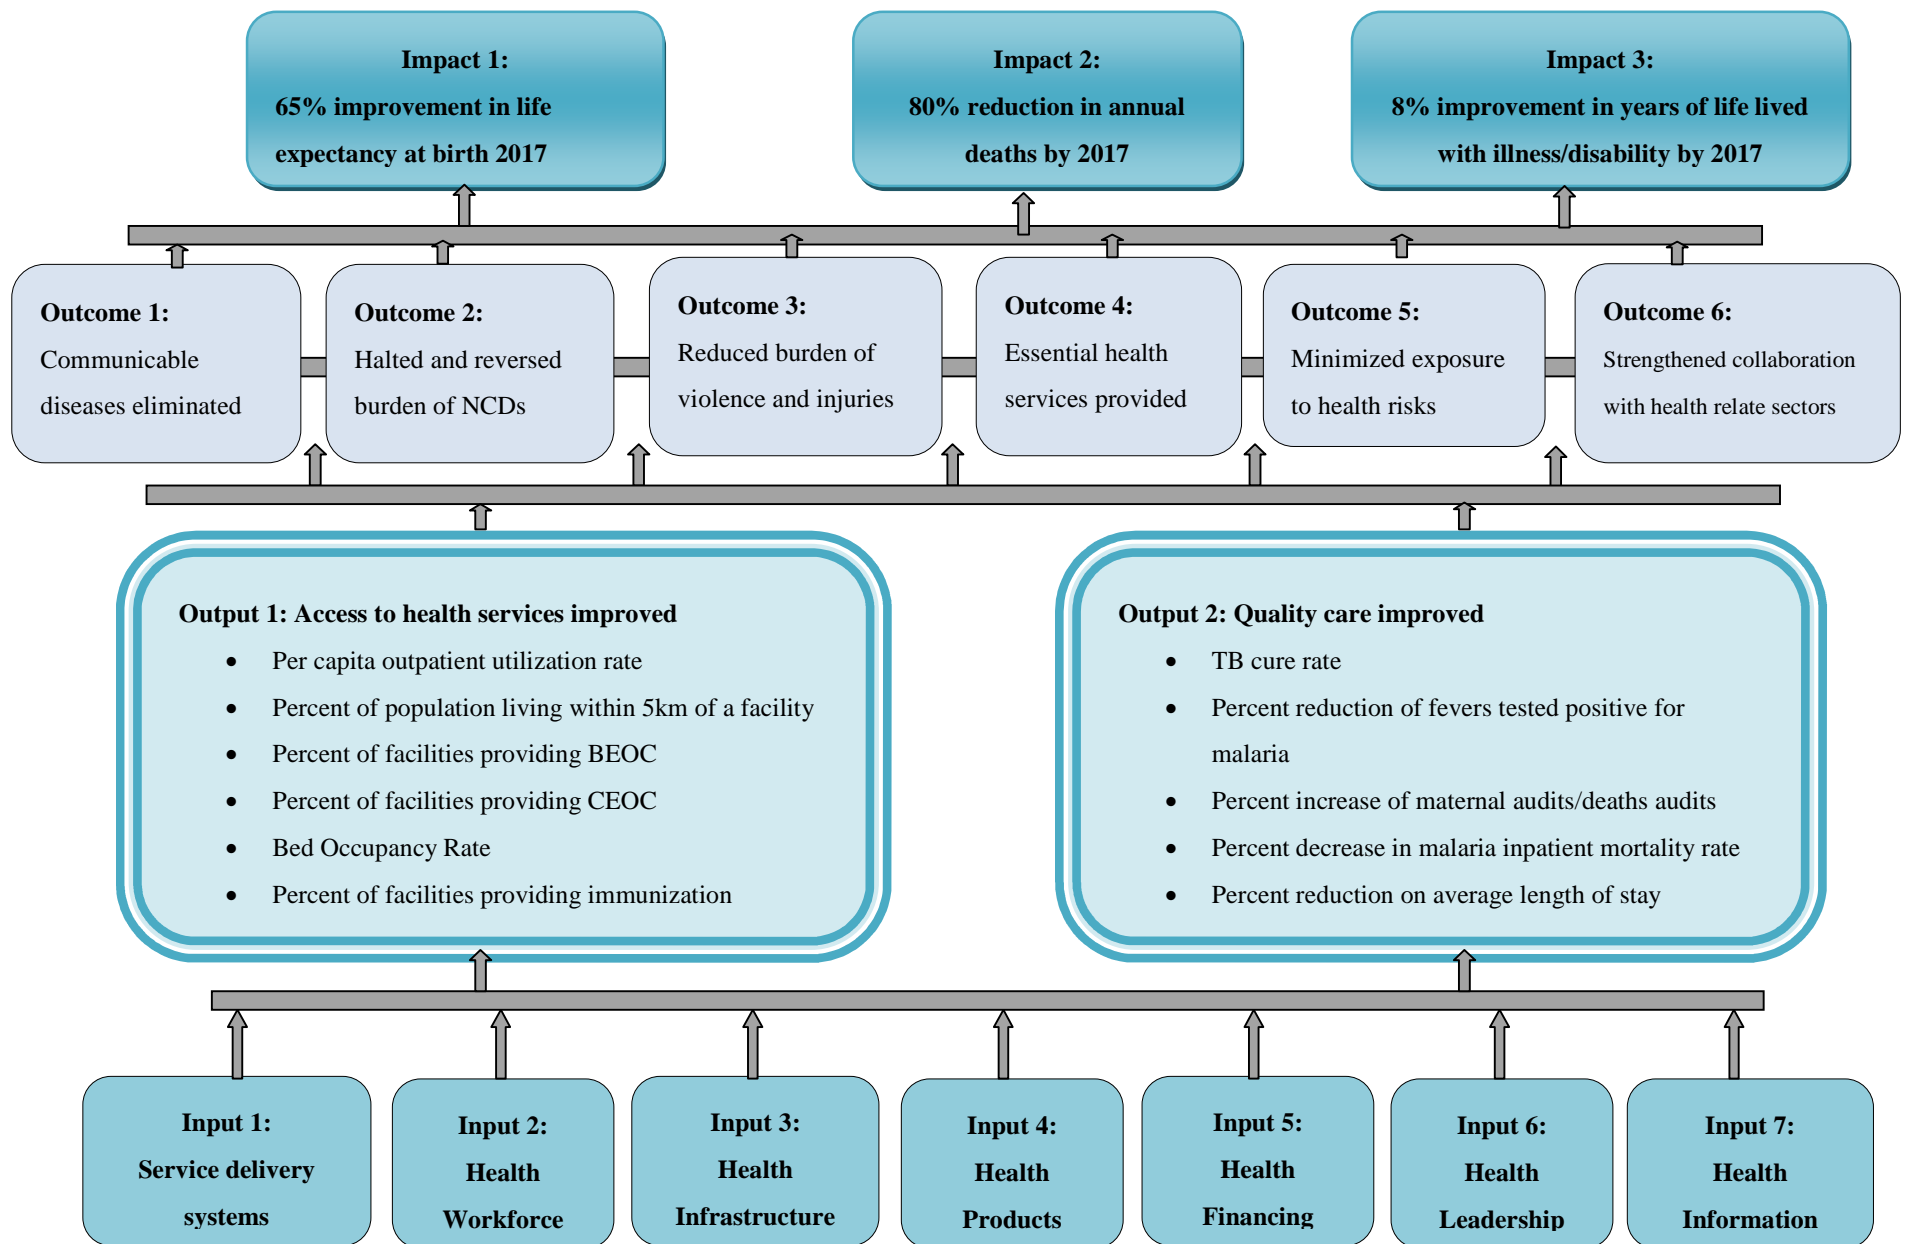 Impact 1:
65% improvement in life
expectancy at birth 2017
Impact 2:
80% reduction in annual
deaths by 2017
Impact 3:
8% improvement in years of life lived
with illness/disability by 2017
Outcome 1:
Communicable
diseases eliminated
Outcome 2:
Halted and reversed
burden of NCDs
Outcome 3:
Reduced burden of
violence and injuries
Outcome 4:
Essential health
services provided
Outcome 5:
Minimized exposure
to health risks
Outcome 6:
Strengthened collaboration
with health relate sectors
Output 1: Access to health services improved
• Per capita outpatient utilization rate
• Percent of population living within 5km of a facility
• Percent of facilities providing BEOC
• Percent of facilities providing CEOC
• Bed Occupancy Rate
• Percent of facilities providing immunization
Output 2: Quality care improved
• TB cure rate
• Percent reduction of fevers tested positive for
malaria
• Percent increase of maternal audits/deaths audits
• Percent decrease in malaria inpatient mortality rate
• Percent reduction on average length of stay
Input 1:
Service delivery
systems
Input 2:
Health
Workforce
Input 3:
Health
Infrastructure
Input 4:
Health
Products
Input 5:
Health
Financing
Input 6:
Health
Leadership
Input 7:
Health
Information